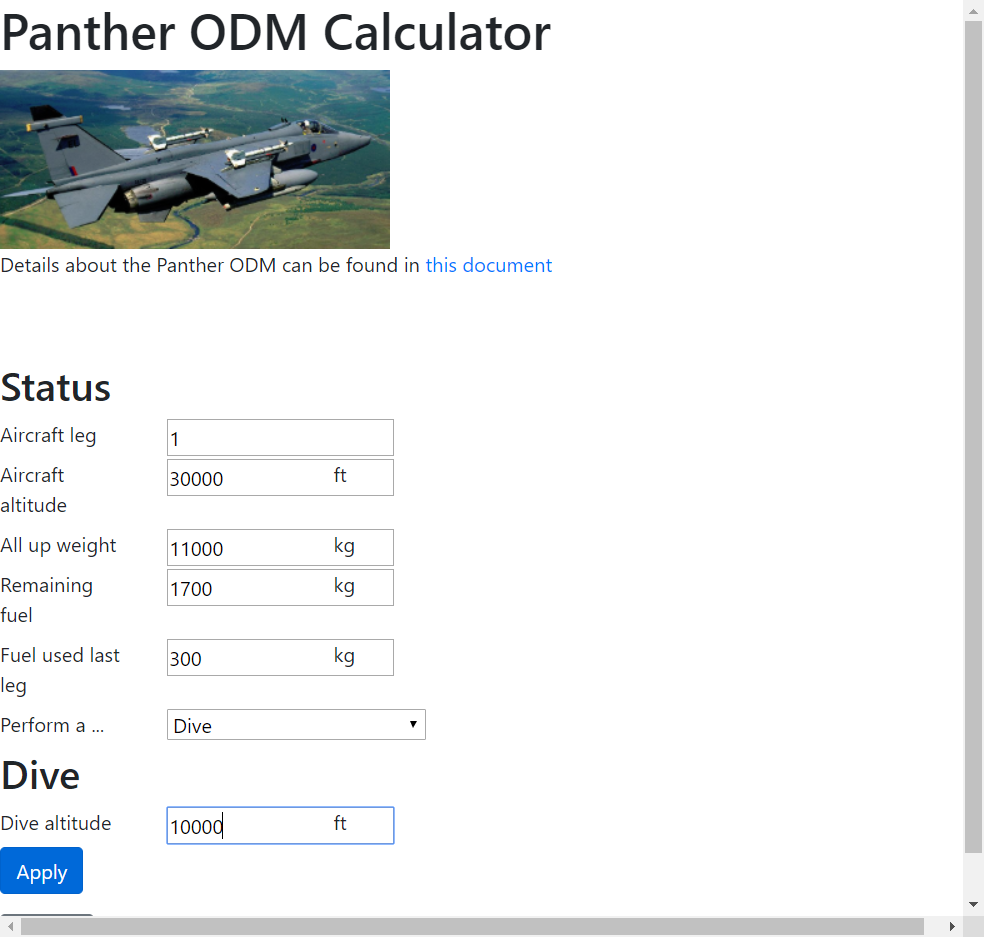 Panther ODM Calculator
Details about the Panther ODM can be found in this document
Status
Aircraft leg 1
Aircraft altitude 30000 ft
All up weight 11000 kg
Remaining fuel 1700 kg
Fuel used last leg 300 kg
Perform a ... Dive
Dive
Dive altitude 10000 ft
Apply